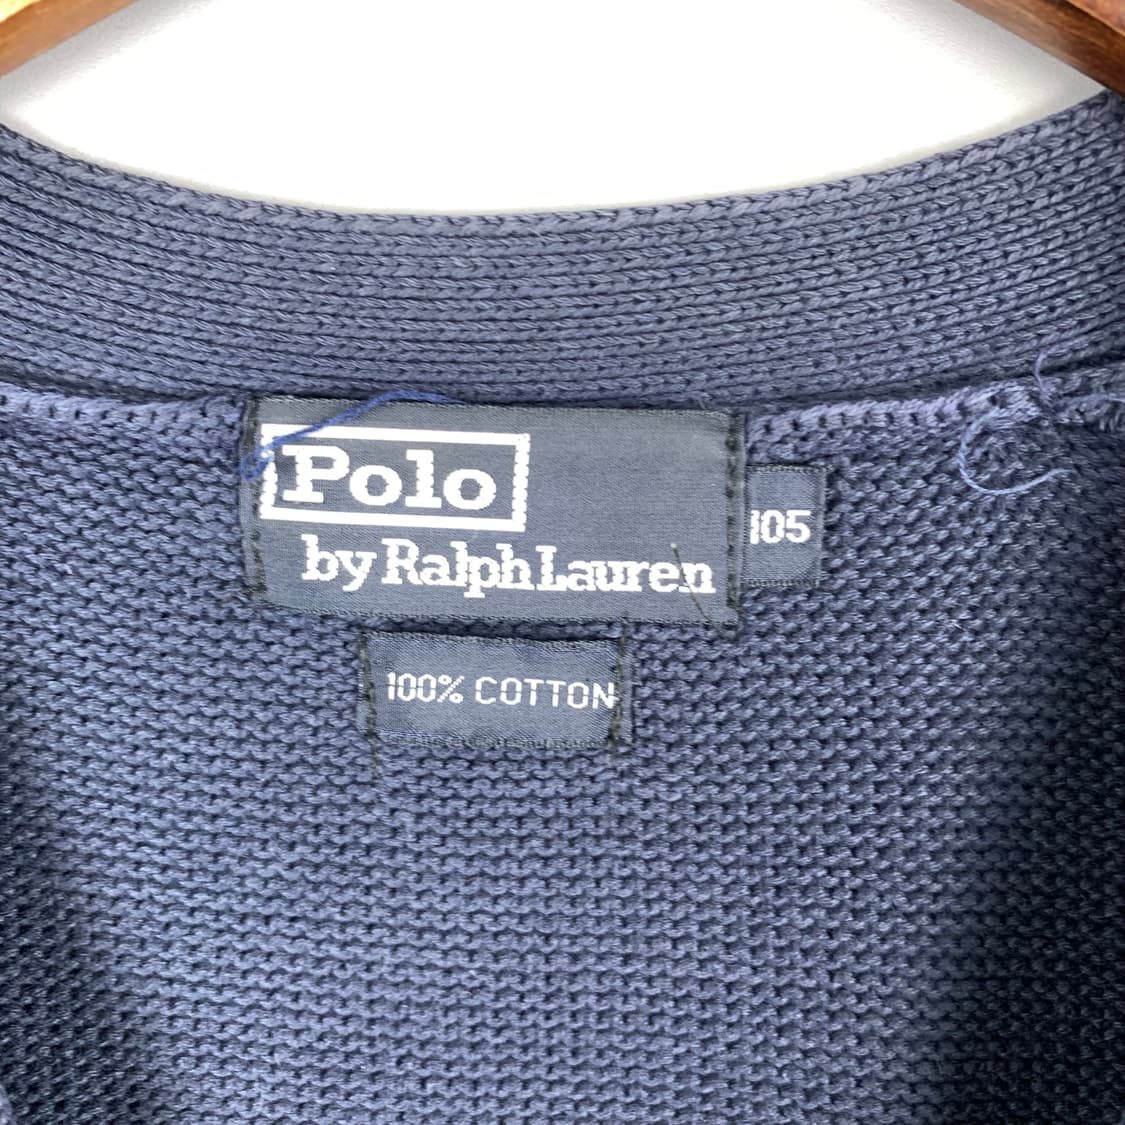 Polo
by Ralph Lauren
105
100% COTTON